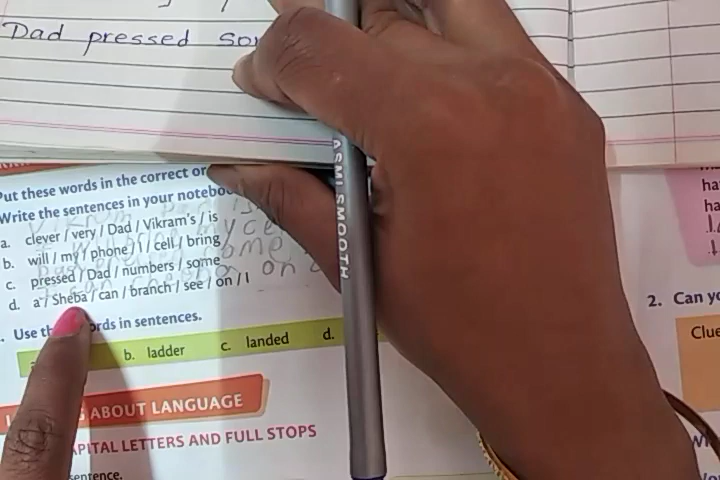 Dad pressed
Put these words in the correct or
Write the sentences in your notebo
a. clever / very / Dad / Vikram's / is
b. will / my / phone / I / cell / bring
c. pressed / Dad / numbers / some
d. a / Sheba / can / branch / see / on / I
. Use th ords in sentences.
b. ladder c. landed d.
ABOUT LANGUAGE
PITAL LETTERS AND FULL STOPS
entence.
ASMI SMOOTH
ha
ha
2. Can yo
Clue